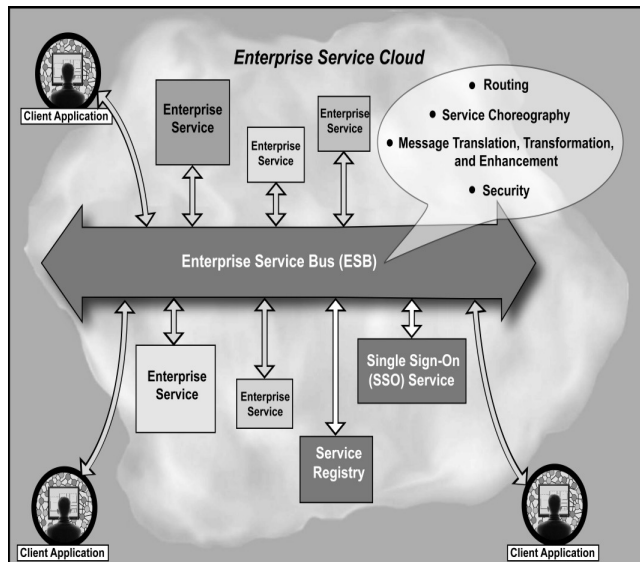 Enterprise Service Cloud
Client Application
Enterprise
Service
Enterprise
Service
Enterprise
Service
• Routing
• Service Choreography
• Message Translation, Transformation,
and Enhancement
• Security
Enterprise Service Bus (ESB)
Enterprise
Service
Enterprise
Service
Service
Registry
Single Sign-On
(SSO) Service
Client Application
Client Application